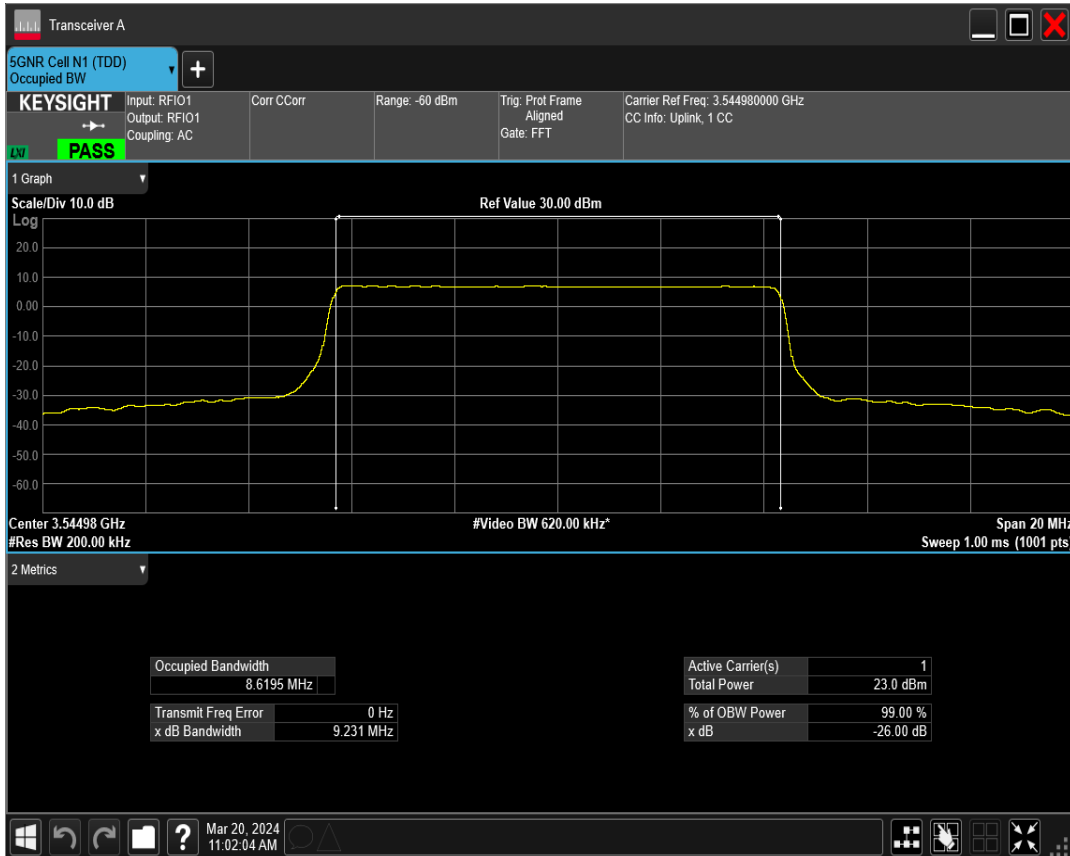 Transceiver A
5GNR Cell N1 (TDD)
Occupied BW
+
KEYSIGHT
LXI
PASS
Input: RFIO1
Output: RFIO1
Coupling: AC
Corr CCorr
Range: -60 dBm
Trig: Prot Frame
Aligned
Gate: FFT
Carrier Ref Freq: 3.544980000 GHz
CC Info: Uplink, 1 CC
1 Graph
Scale/Div 10.0 dB
Ref Value 30.00 dBm
Log
20.0
10.0
0.00
-10.0
-20.0
-30.0
-40.0
-50.0
-60.0
Center 3.54498 GHz
#Video BW 620.00 kHz*
Span 20 MHz
#Res BW 200.00 kHz
Sweep 1.00 ms (1001 pts)
2 Metrics
Occupied Bandwidth
8.6195 MHz
Transmit Freq Error 0 Hz
x dB Bandwidth 9.231 MHz
Active Carrier(s) 1
Total Power 23.0 dBm
% of OBW Power 99.00 %
x dB -26.00 dB
?
Mar 20, 2024
11:02:04 AM